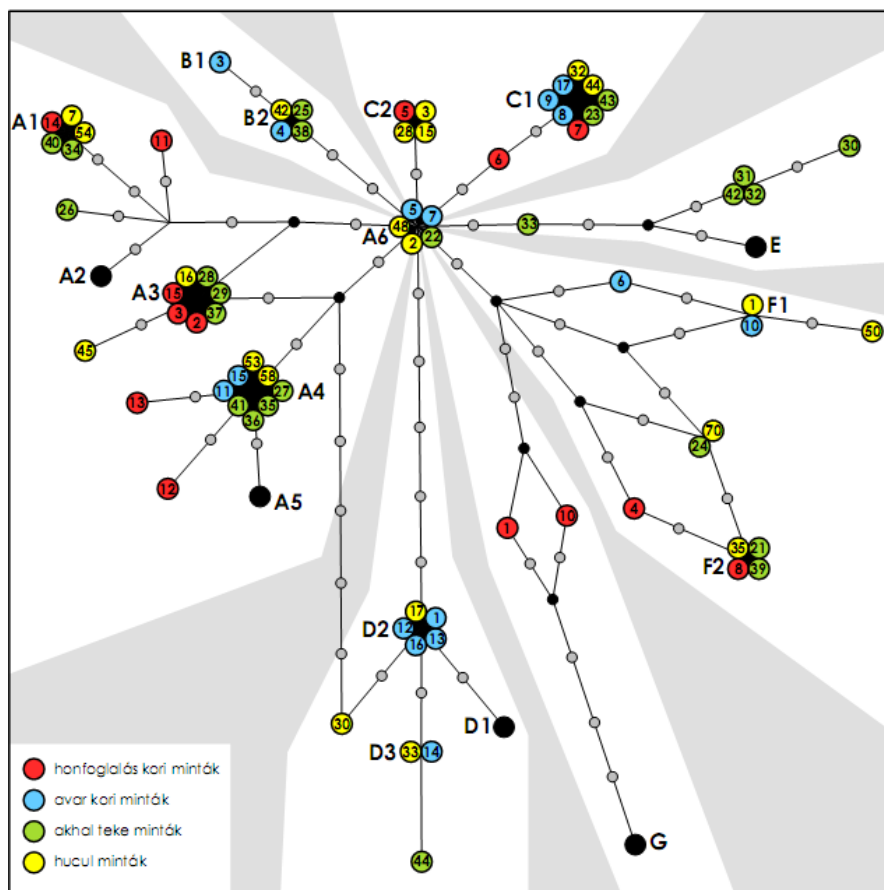 B1 3
42 25
B2 4 38
C2 5 3
28 15
32
17 44
C1 9 43
8 23
7
6
7
A1 14 54
40 34
11
26
A2
5 7
48
A6 2 22
33
31
42 32
30
E
16 28
A3 15 29
3 2 37
45
53
15 58
11 27 A4
41 35
36
13
12
A5
6
1 F1
10 50
70
24
4
35 21
F2 8 39
1 10
17 1
D2 12 13
16
30
D1
D3 33 14
44
G
honfoglalás kori minták
avar kori minták
akhal teke minták
hucul minták